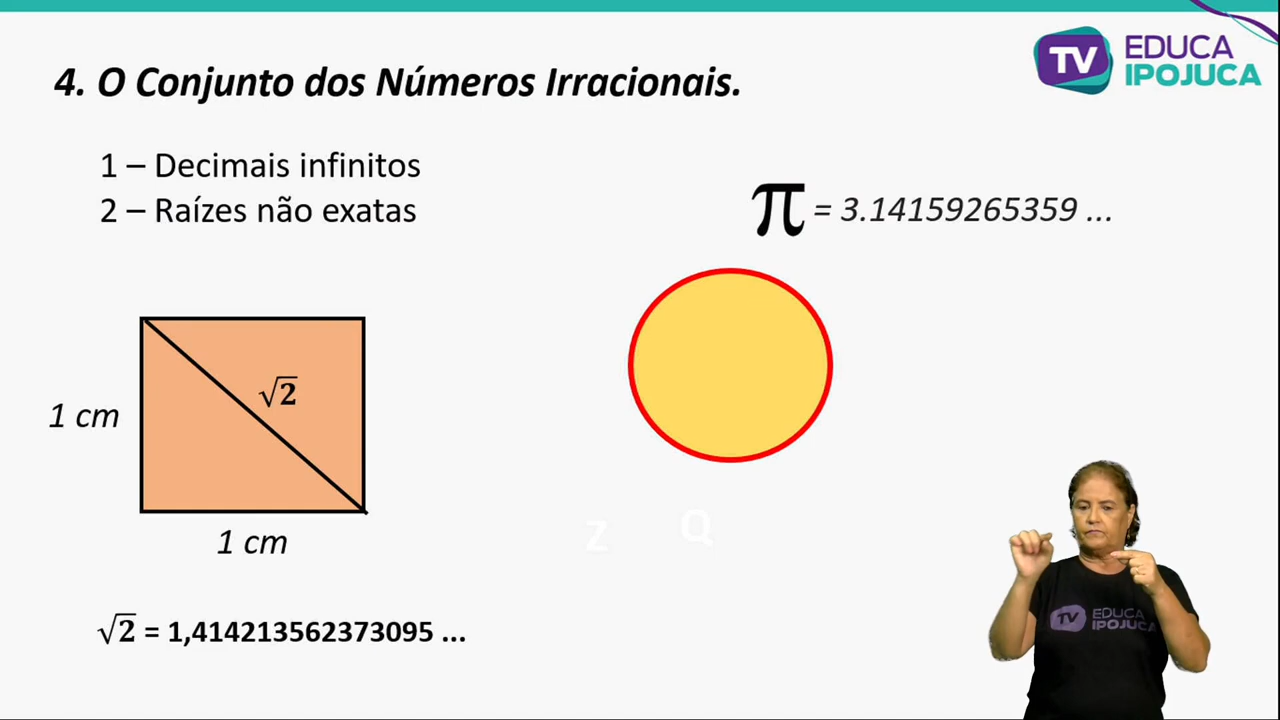 4. O Conjunto dos Números Irracionais.
TV EDUCA
IPOJUCA
1 – Decimais infinitos
2 – Raízes não exatas
π = 3.14159265359 ...
√2
1 cm
1 cm
Z Q
√2 = 1,414213562373095 ...
TV EDUCA
IPOJUCA